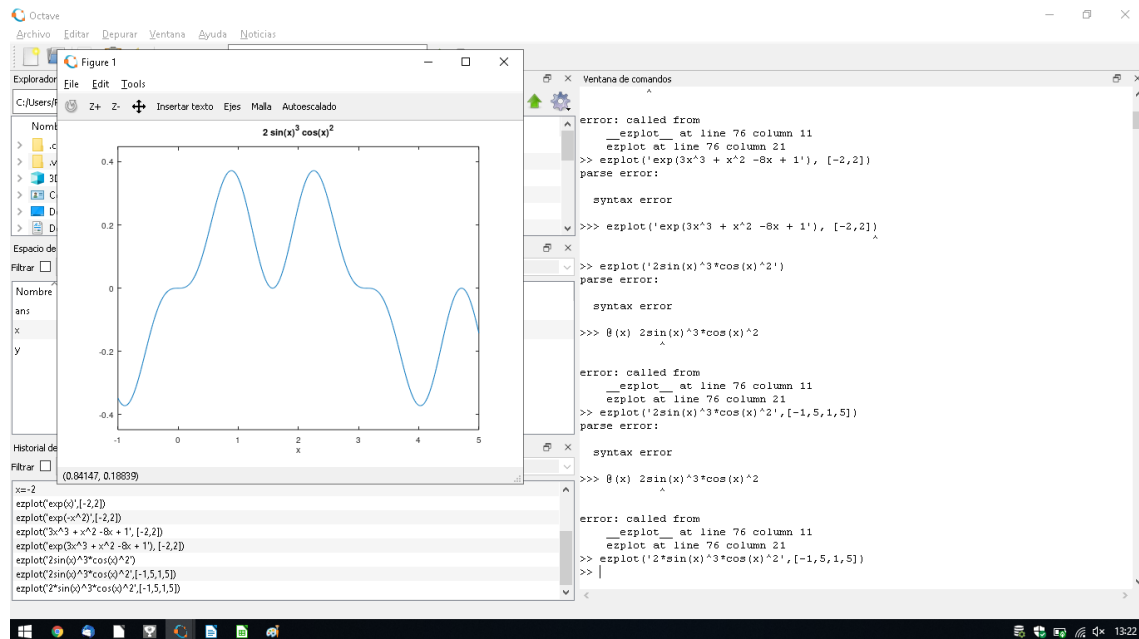 Octave
Archivo Editar Depurar Ventana Ayuda Noticias
Figure 1
File Edit Tools
Z+ Z- Insertar texto Ejes Malla Autoescalado
2 sin(x)^3 cos(x)^2
0.4
0.2
0
-0.2
-0.4
-1 0 1 2 3 4 5
x
(0.84147, 0.18839)
Explorador
C:/Users/
Nomb
Espacio de
Filtrar
Nombre
ans
x
y
Historial de
Filtrar
x=-2
ezplot('exp(x)',[-2,2])
ezplot('exp(-x^2)',[-2,2])
ezplot('3x^3 + x^2 -8x + 1', [-2,2])
ezplot('exp(3x^3 + x^2 -8x + 1'), [-2,2])
ezplot('2sin(x)^3*cos(x)^2')
ezplot('2sin(x)^3*cos(x)^2',[-1,5,1,5])
ezplot('2*sin(x)^3*cos(x)^2',[-1,5,1,5])
Ventana de comandos
^
error: called from
__ezplot__ at line 76 column 11
ezplot at line 76 column 21
>> ezplot('exp(3x^3 + x^2 -8x + 1'), [-2,2])
parse error:
syntax error
>>> ezplot('exp(3x^3 + x^2 -8x + 1'), [-2,2])
^
>> ezplot('2sin(x)^3*cos(x)^2')
parse error:
syntax error
>>> @(x) 2sin(x)^3*cos(x)^2
^
error: called from
__ezplot__ at line 76 column 11
ezplot at line 76 column 21
>> ezplot('2sin(x)^3*cos(x)^2',[-1,5,1,5])
parse error:
syntax error
>>> @(x) 2sin(x)^3*cos(x)^2
^
error: called from
__ezplot__ at line 76 column 11
ezplot at line 76 column 21
>> ezplot('2*sin(x)^3*cos(x)^2',[-1,5,1,5])
>>
13:22